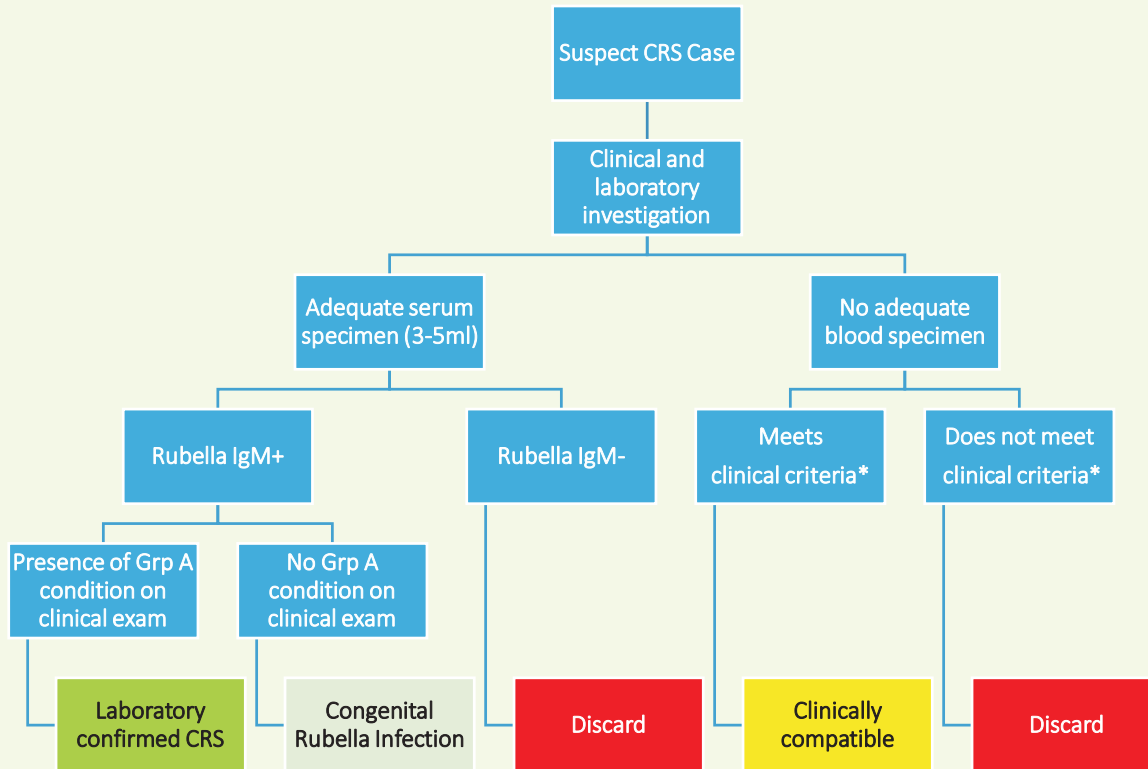 Suspect CRS Case
Clinical and
laboratory
investigation
Adequate serum
specimen (3-5ml)
No adequate
blood specimen
Rubella IgM+
Rubella IgM-
Meets
clinical criteria*
Does not meet
clinical criteria*
Presence of Grp A
condition on
clinical exam
No Grp A
condition on
clinical exam
Laboratory
confirmed CRS
Congenital
Rubella Infection
Discard
Clinically
compatible
Discard